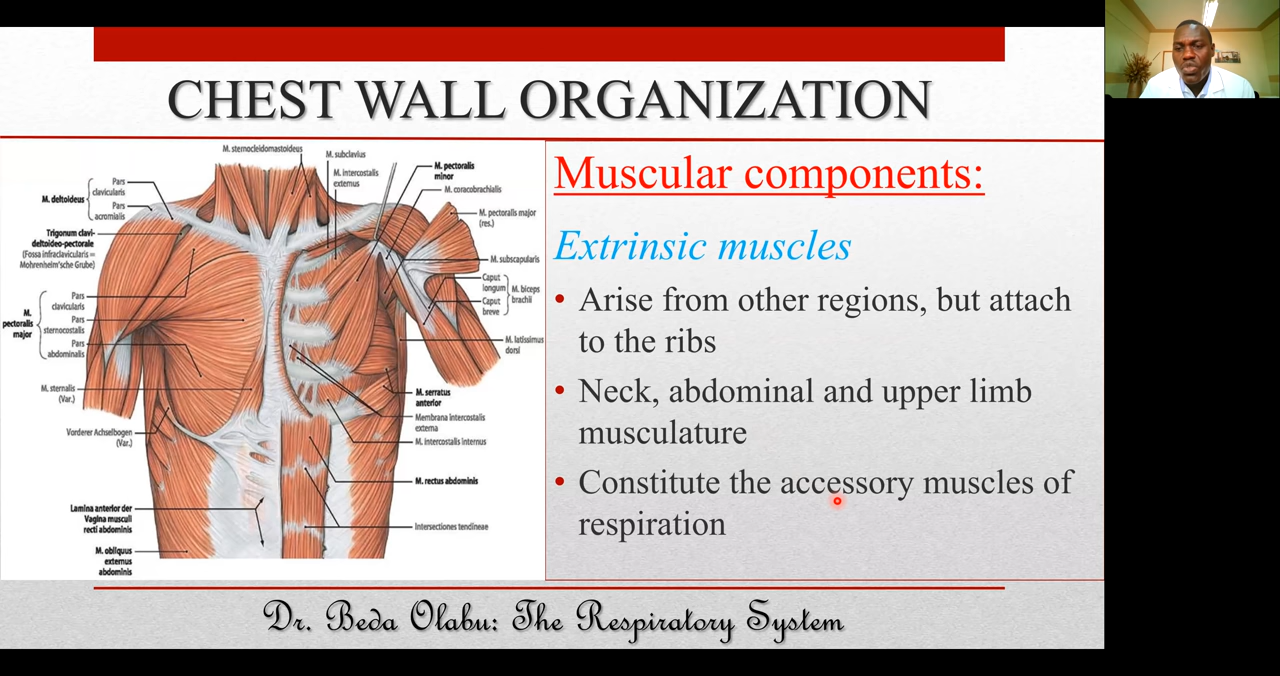 CHEST WALL ORGANIZATION
M. sternocleidomastoideus
M. subclavius
M. intercostalis
externus
M. pectoralis
minor
M. coracobrachialis
M. pectoralis major
(res.)
M. subscapularis
Caput
longum
Caput
breve
M. biceps
brachii
M. latissimus
dorsi
M. serratus
anterior
Membrana intercostalis
externa
M. intercostalis internus
M. rectus abdominis
Intersectiones tendineae
M. deltoideus
Pars
clavicularis
Pars
acromialis
Trigonum clavi-
deltoideo-pectorale
(Fossa infraclavicularis =
Mohrenheim'sche Grube)
M.
pectoralis
major
Pars
clavicularis
Pars
sternocostalis
Pars
abdominalis
M. sternalis
(Var.)
Vorderer Achselbogen
(Var.)
Lamina anterior der
Vagina musculi
recti abdominis
M. obliquus
externus
abdominis
Muscular components:
Extrinsic muscles
• Arise from other regions, but attach
to the ribs
• Neck, abdominal and upper limb
musculature
• Constitute the accessory muscles of
respiration
Dr. Beda Olabu: The Respiratory System